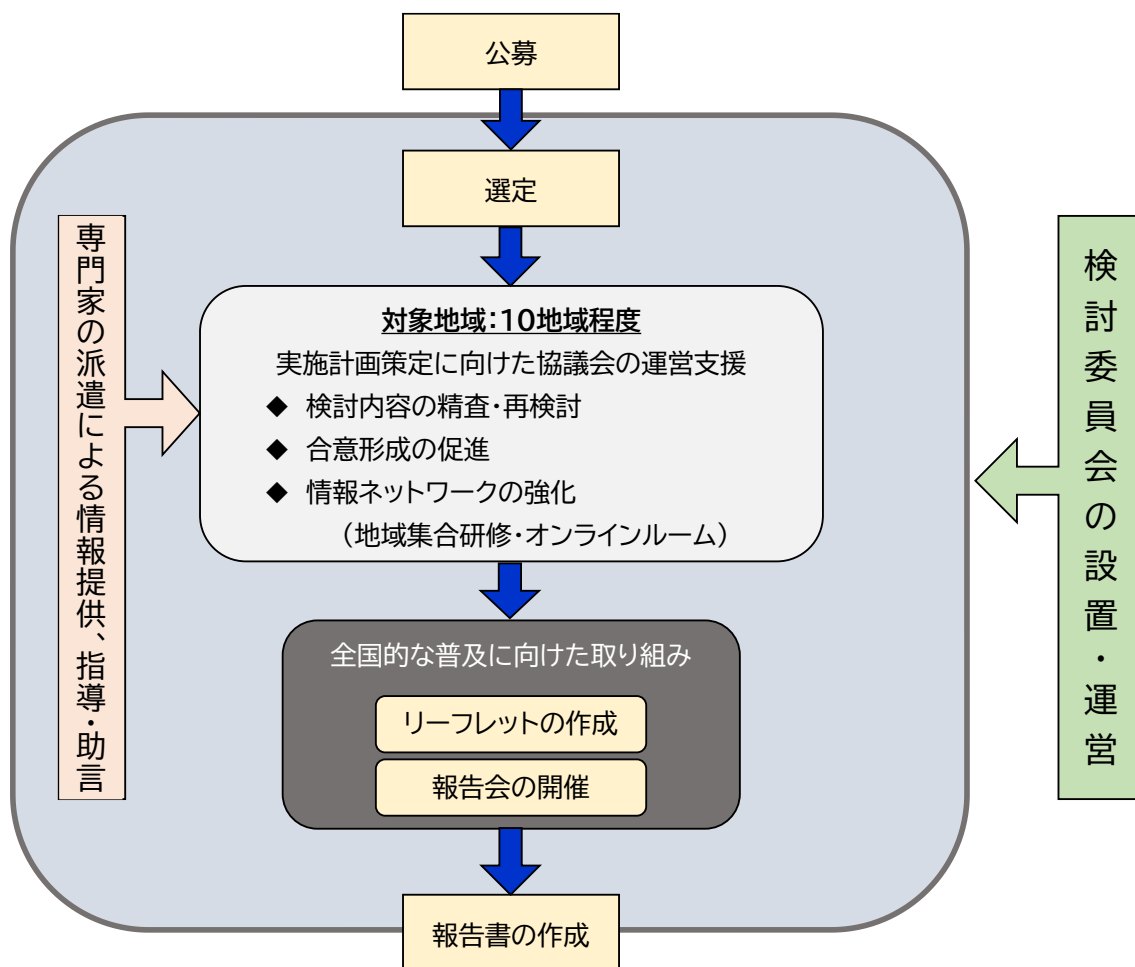 公募
選定
専門家の派遣による情報提供、指導・助言
対象地域：10地域程度
実施計画策定に向けた協議会の運営支援
◆ 検討内容の精査・再検討
◆ 合意形成の促進
◆ 情報ネットワークの強化
（地域集合研修・オンラインルーム）
検討委員会の設置・運営
全国的な普及に向けた取り組み
リーフレットの作成
報告会の開催
報告書の作成